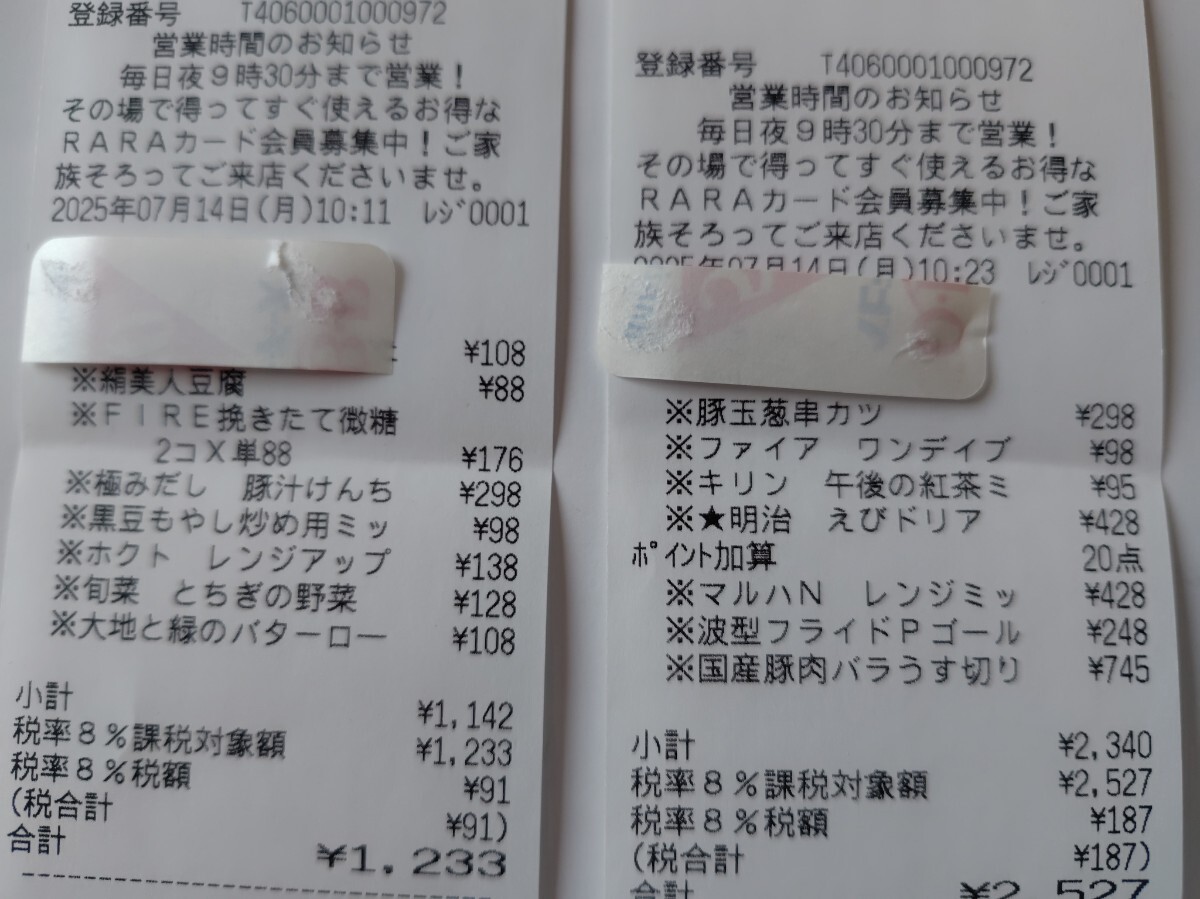 登録番号 T4060001000972
営業時間のお知らせ
毎日夜9時30分まで営業!
その場で得ってすぐ使えるお得な
RARAカード会員募集中!ご家
族そろってご来店くださいませ。
2025年07月14日(月)10:11 レジ0001
¥108
※絹美人豆腐 ¥88
※FIRE挽きたて微糖
2コX単88 ¥176
※極みだし 豚汁けんち ¥298
※黒豆もやし炒め用ミッ ¥98
※ホクト レンジアップ ¥138
※旬菜 とちぎの野菜 ¥128
※大地と緑のバターロー ¥108
小計 ¥1,142
税率8%課税対象額 ¥1,233
税率8%税額 ¥91
(税合計 ¥91)
合計 ¥1,233
登録番号 T4060001000972
営業時間のお知らせ
毎日夜9時30分まで営業!
その場で得ってすぐ使えるお得な
RARAカード会員募集中!ご家
族そろってご来店くださいませ。
2025年07月14日(月)10:23 レジ0001
※豚玉葱串カツ ¥298
※ファイア ワンデイブ ¥98
※キリン 午後の紅茶ミ ¥95
※★明治 えびドリア ¥428
ポイント加算 20点
※マルハN レンジミッ ¥428
※波型フライドPゴール ¥248
※国産豚肉バラうす切り ¥745
小計 ¥2,340
税率8%課税対象額 ¥2,527
税率8%税額 ¥187
(税合計 ¥187)
合計 ¥2,527